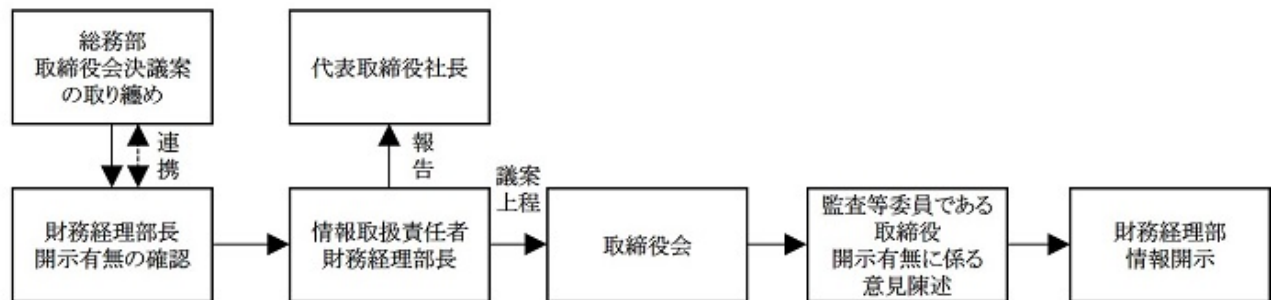 総務部
取締役会決議案
の取り纏め
代表取締役社長
連
携
報
告
議案
上程
財務経理部長
開示有無の確認
情報取扱責任者
財務経理部長
取締役会
監査等委員である
取締役
開示有無に係る
意見陳述
財務経理部
情報開示